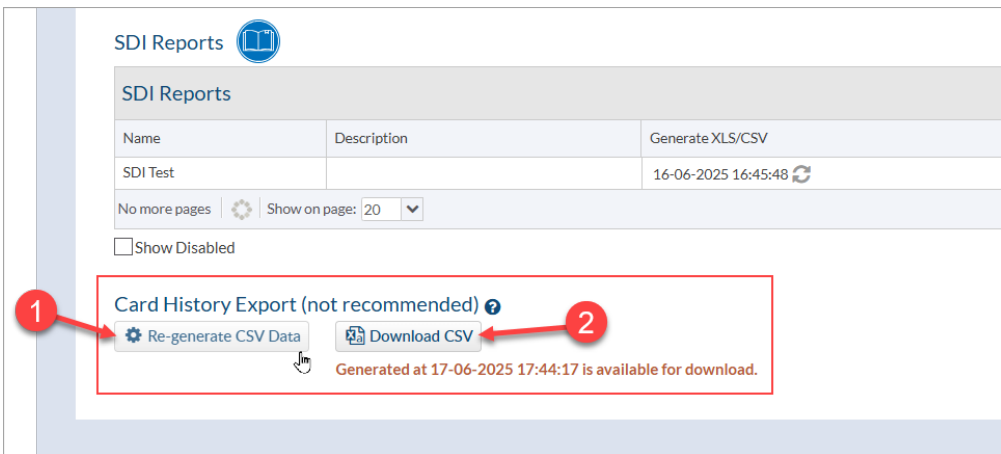 SDI Reports
SDI Reports
Name Description Generate XLS/CSV
SDI Test 16-06-2025 16:45:48
No more pages Show on page: 20
Show Disabled
Card History Export (not recommended) ?
1 Re-generate CSV Data Download CSV 2
Generated at 17-06-2025 17:44:17 is available for download.